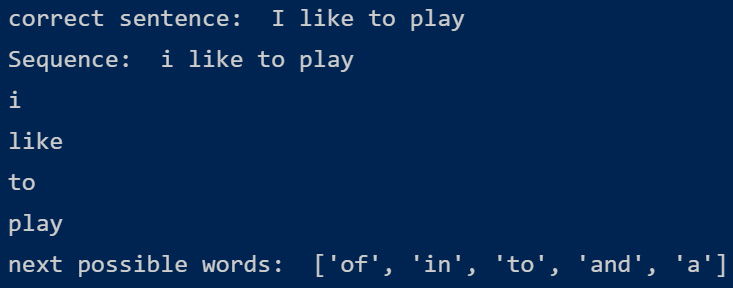 correct sentence:  I like to play
Sequence:  i like to play
i
like
to
play
next possible words:  ['of', 'in', 'to', 'and', 'a']